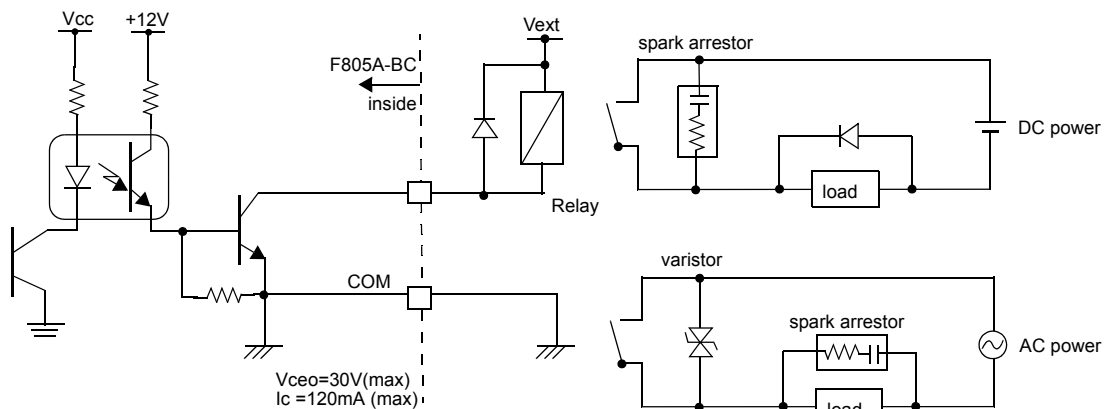 Vcc
+12V
Vext
F805A-BC
inside
Relay
COM
Vceo=30V(max)
Ic =120mA (max)
spark arrestor
DC power
load
varistor
spark arrestor
AC power
load